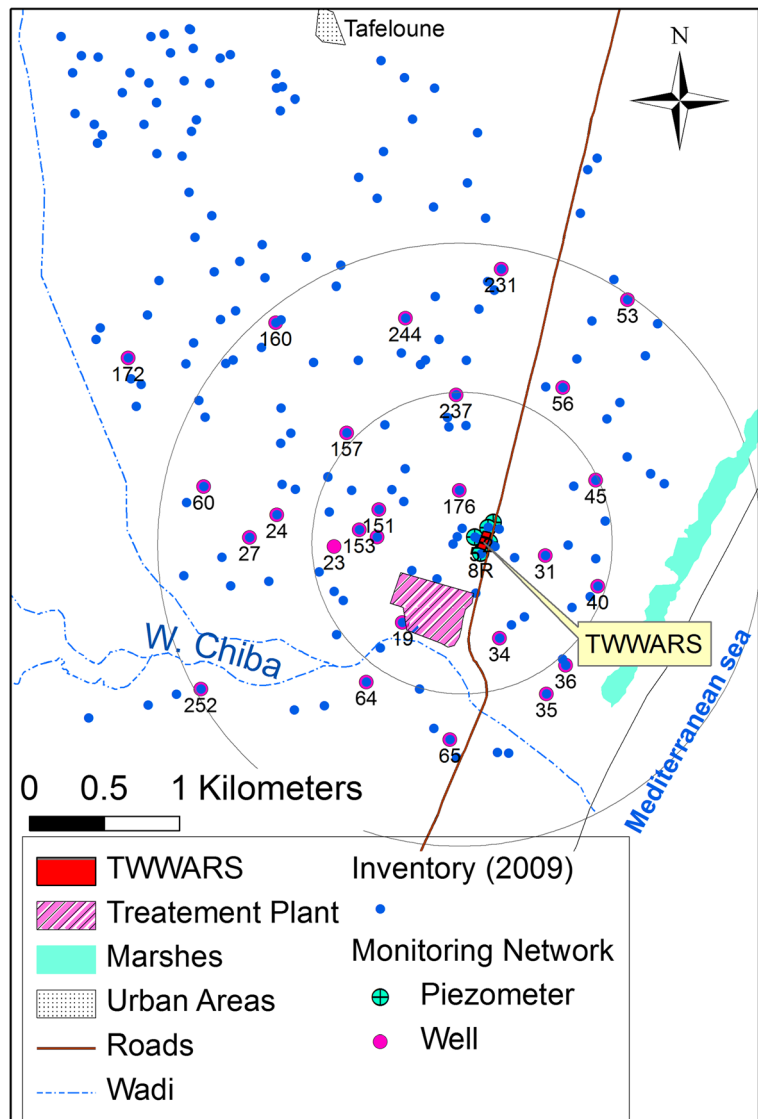 Tafeloune
N
231
53
160
244
172
56
237
157
45
60
176
24
151
27
153
23
8R
31
40
19
TWWARS
W. Chiba
34
36
252
64
35
65
Mediterranean sea
0 0.5 1 Kilometers
TWWARS
Treatement Plant
Marshes
Urban Areas
Roads
Wadi
Inventory (2009)
Monitoring Network
Piezometer
Well